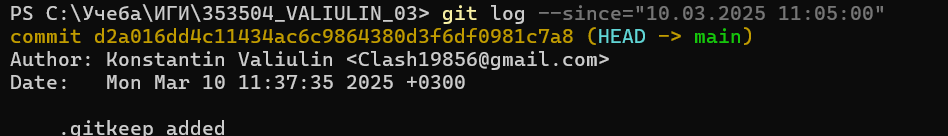 PS C:\Учеба\ИГИ\353504_VALIULIN_03> git log --since="10.03.2025 11:05:00"
commit d2a016dd4c11434ac6c9864380d3f6df0981c7a8 (HEAD -> main)
Author: Konstantin Valiulin <Clash19856@gmail.com>
Date:   Mon Mar 10 11:37:35 2025 +0300
    .gitkeep added